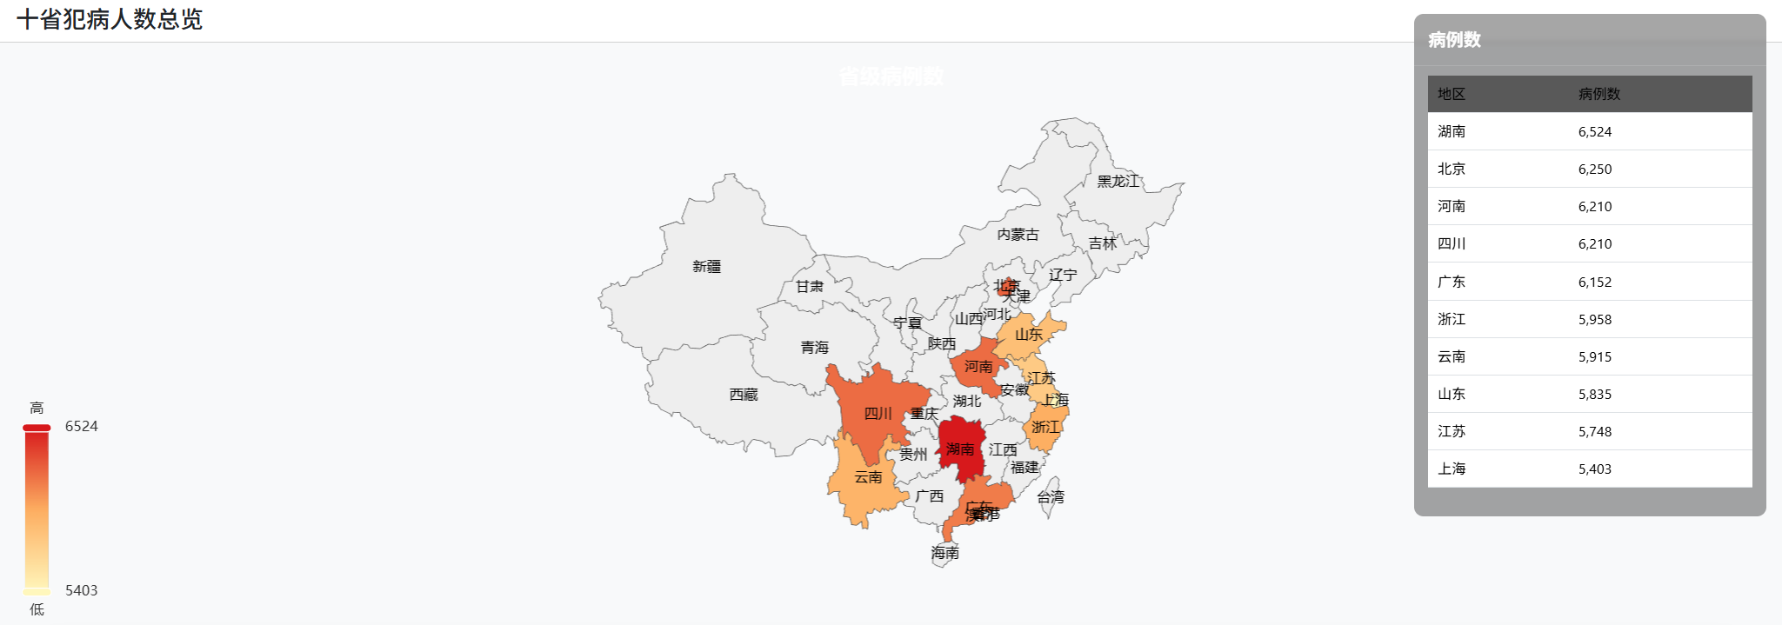 十省犯病人数总览
省级病例数
黑龙江
内蒙古
吉林
新疆
辽宁
甘肃
北京
天津
宁夏
山西
河北
山东
陕西
青海
河南
江苏
安徽
西藏
上海
湖北
四川
重庆
浙江
湖南
江西
贵州
福建
云南
广西
台湾
广东
香港
澳门
海南
高
6524
5403
低
病例数
地区 病例数
湖南 6,524
北京 6,250
河南 6,210
四川 6,210
广东 6,152
浙江 5,958
云南 5,915
山东 5,835
江苏 5,748
上海 5,403